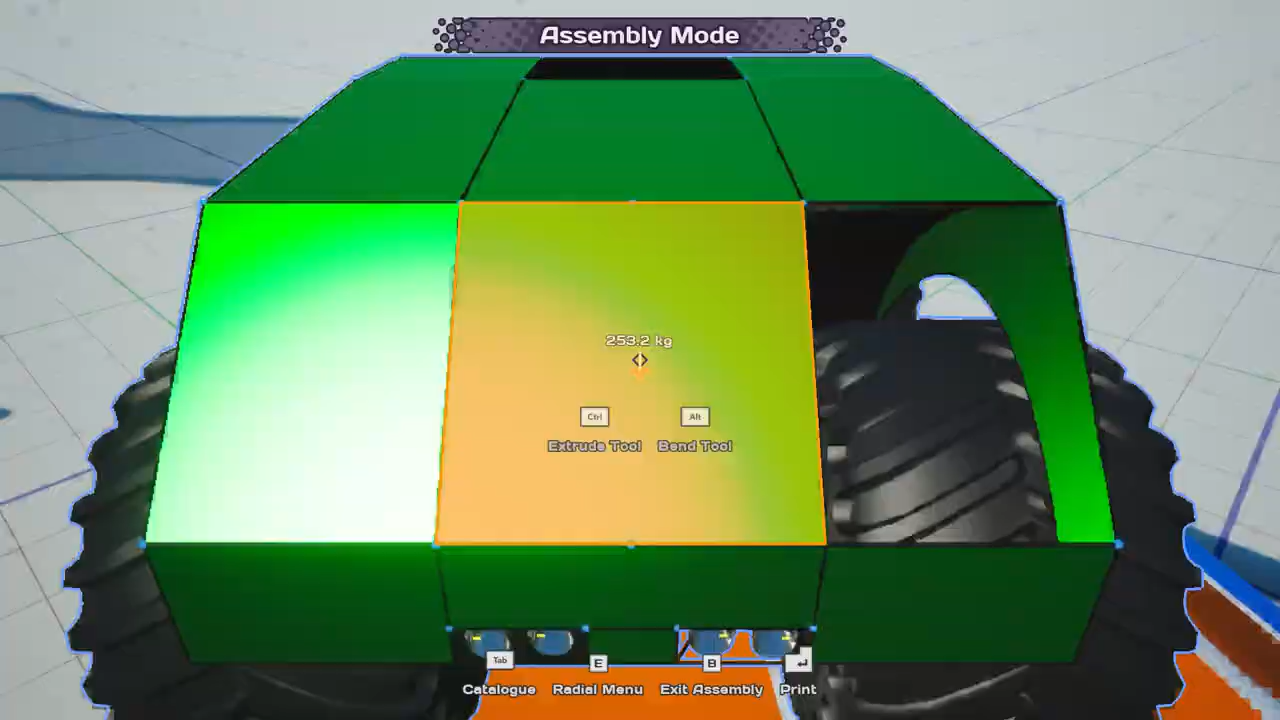 Assembly Mode
253.2 kg
Ctrl Alt
Extrude Tool Bend Tool
Tab E B
Catalogue Radial Menu Exit Assembly Print